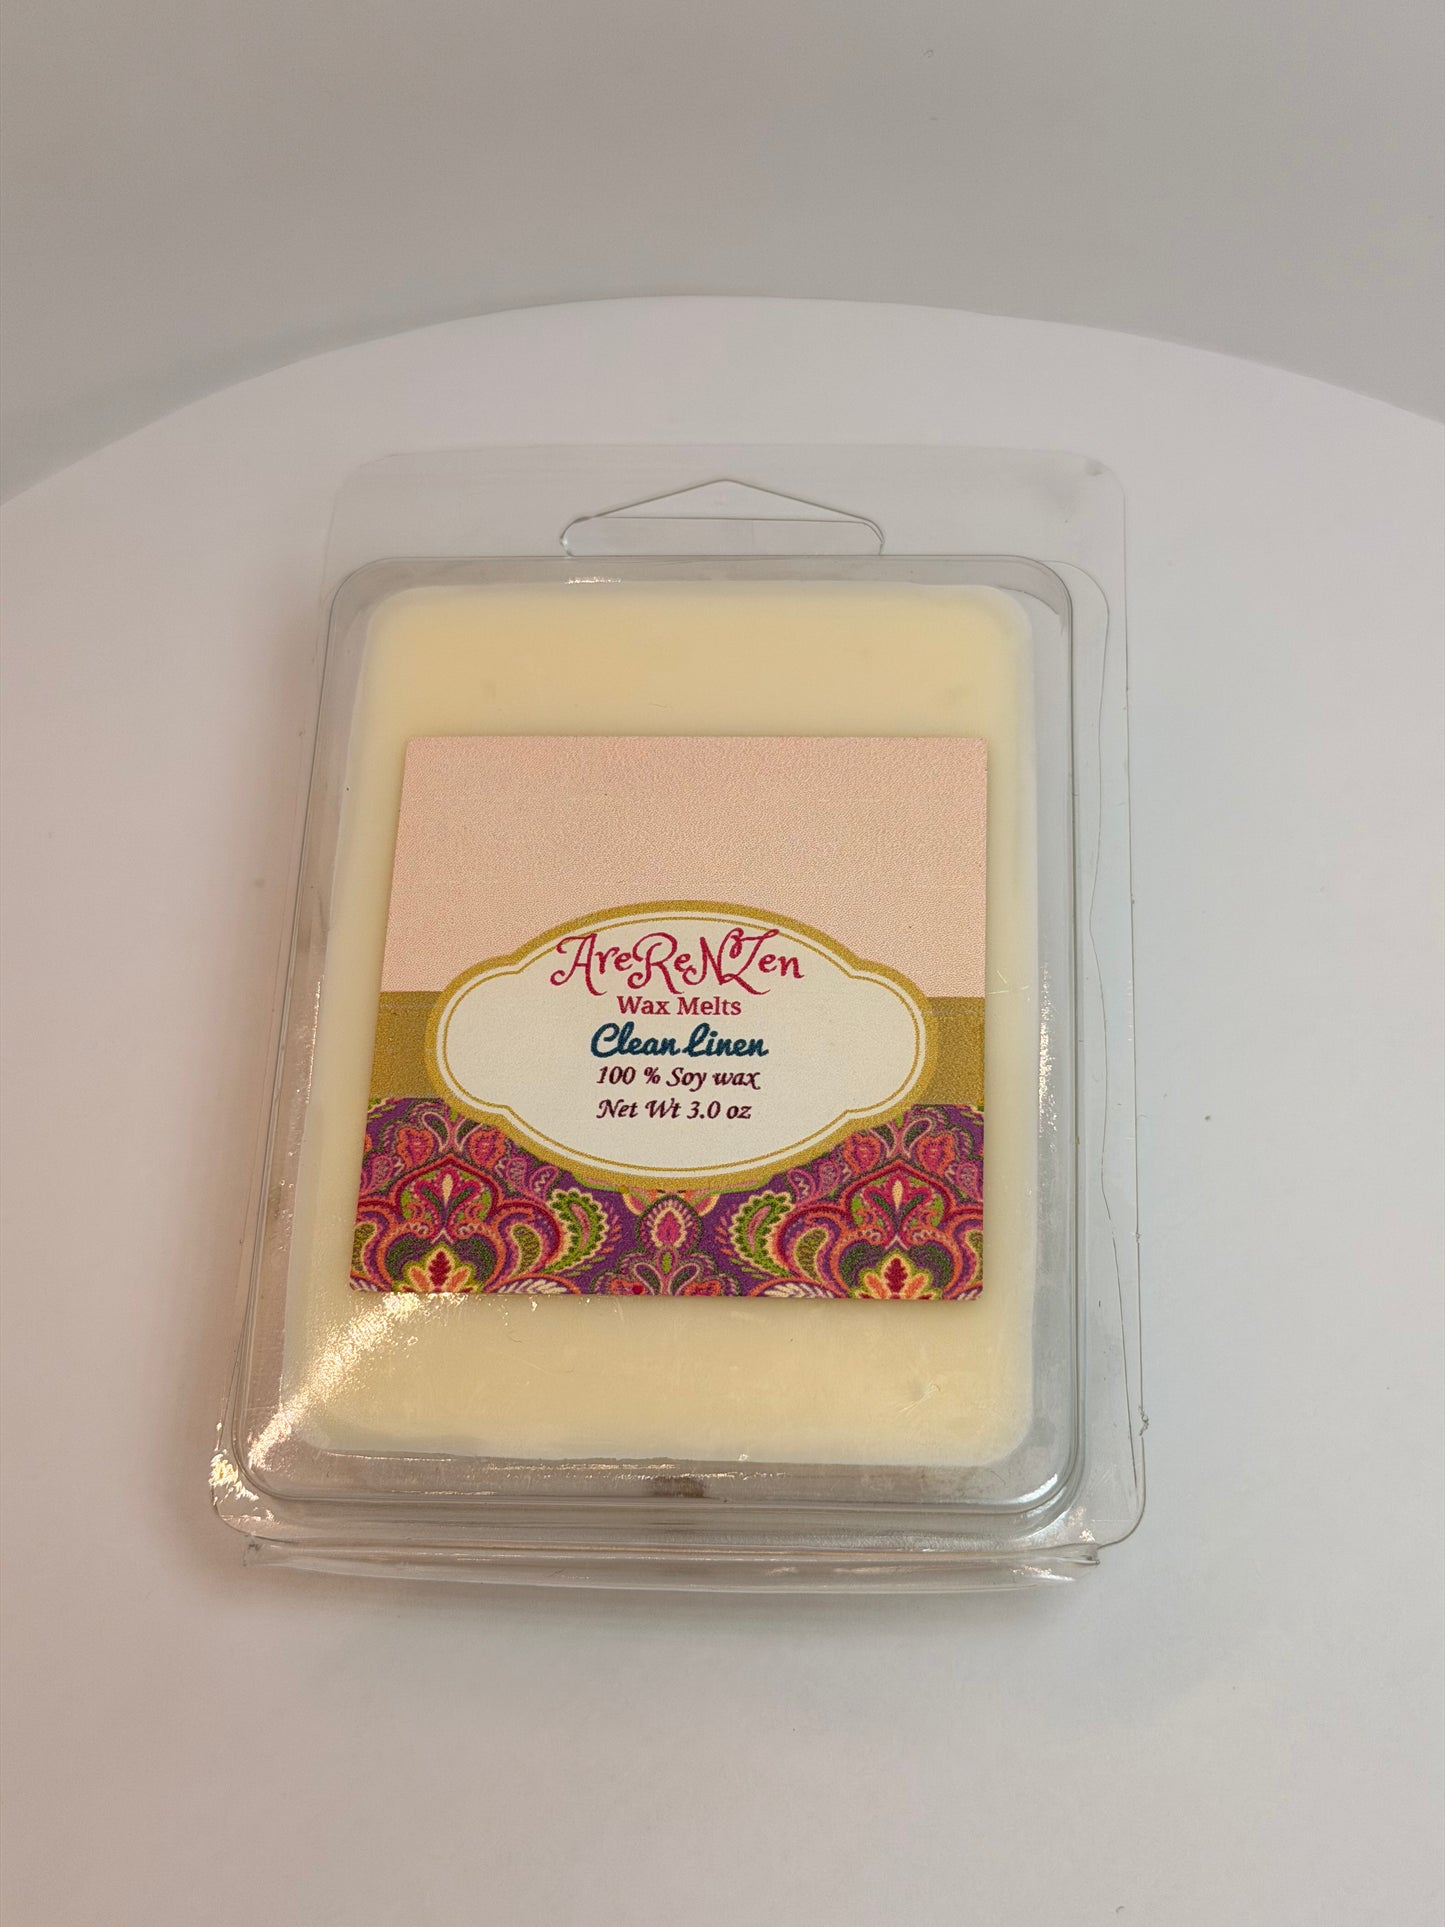 AreReNZen
Wax Melts
Clean Linen
100 % Soy wax
Net Wt 3.0 oz